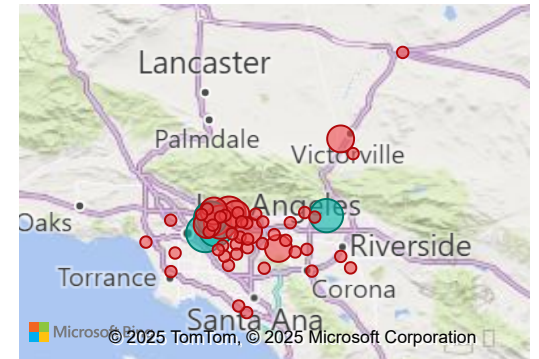 Lancaster
Palmdale
Victorville
Los Angeles
Oaks
Riverside
Torrance
Corona
Santa Ana
Microsoft Bing
© 2025 TomTom, © 2025 Microsoft Corporation